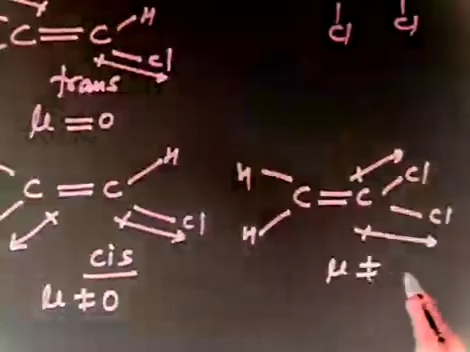 C = C H
Cl
trans
μ = 0
Cl Cl
C = C H
Cl
cis
μ ≠ 0
H
C = C Cl
H Cl
μ ≠